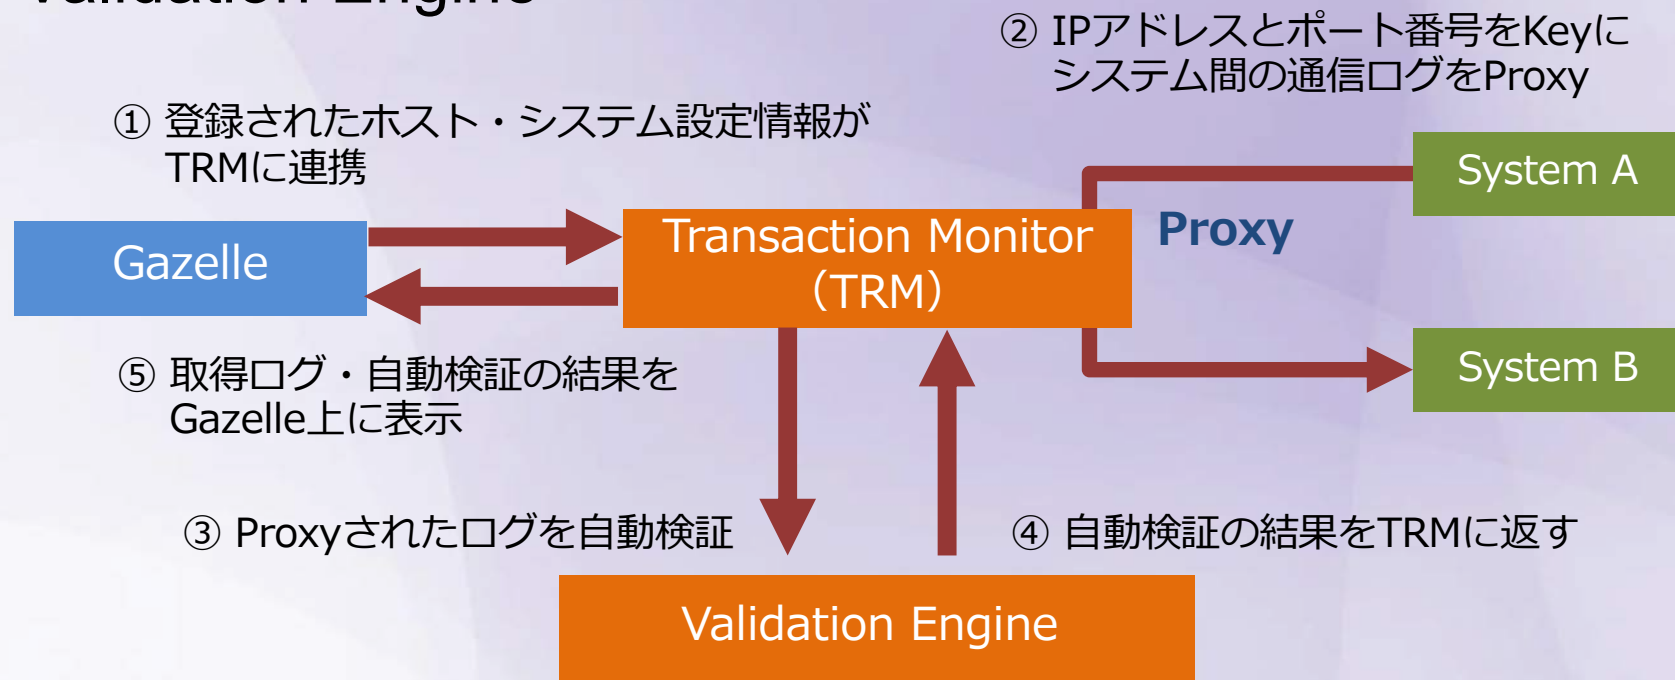 Validation Engine
② IPアドレスとポート番号をKeyに
システム間の通信ログをProxy
① 登録されたホスト・システム設定情報が
TRMに連携
System A
Proxy
Transaction Monitor
（TRM）
Gazelle
System B
⑤ 取得ログ・自動検証の結果を
Gazelle上に表示
③ Proxyされたログを自動検証
④ 自動検証の結果をTRMに返す
Validation Engine